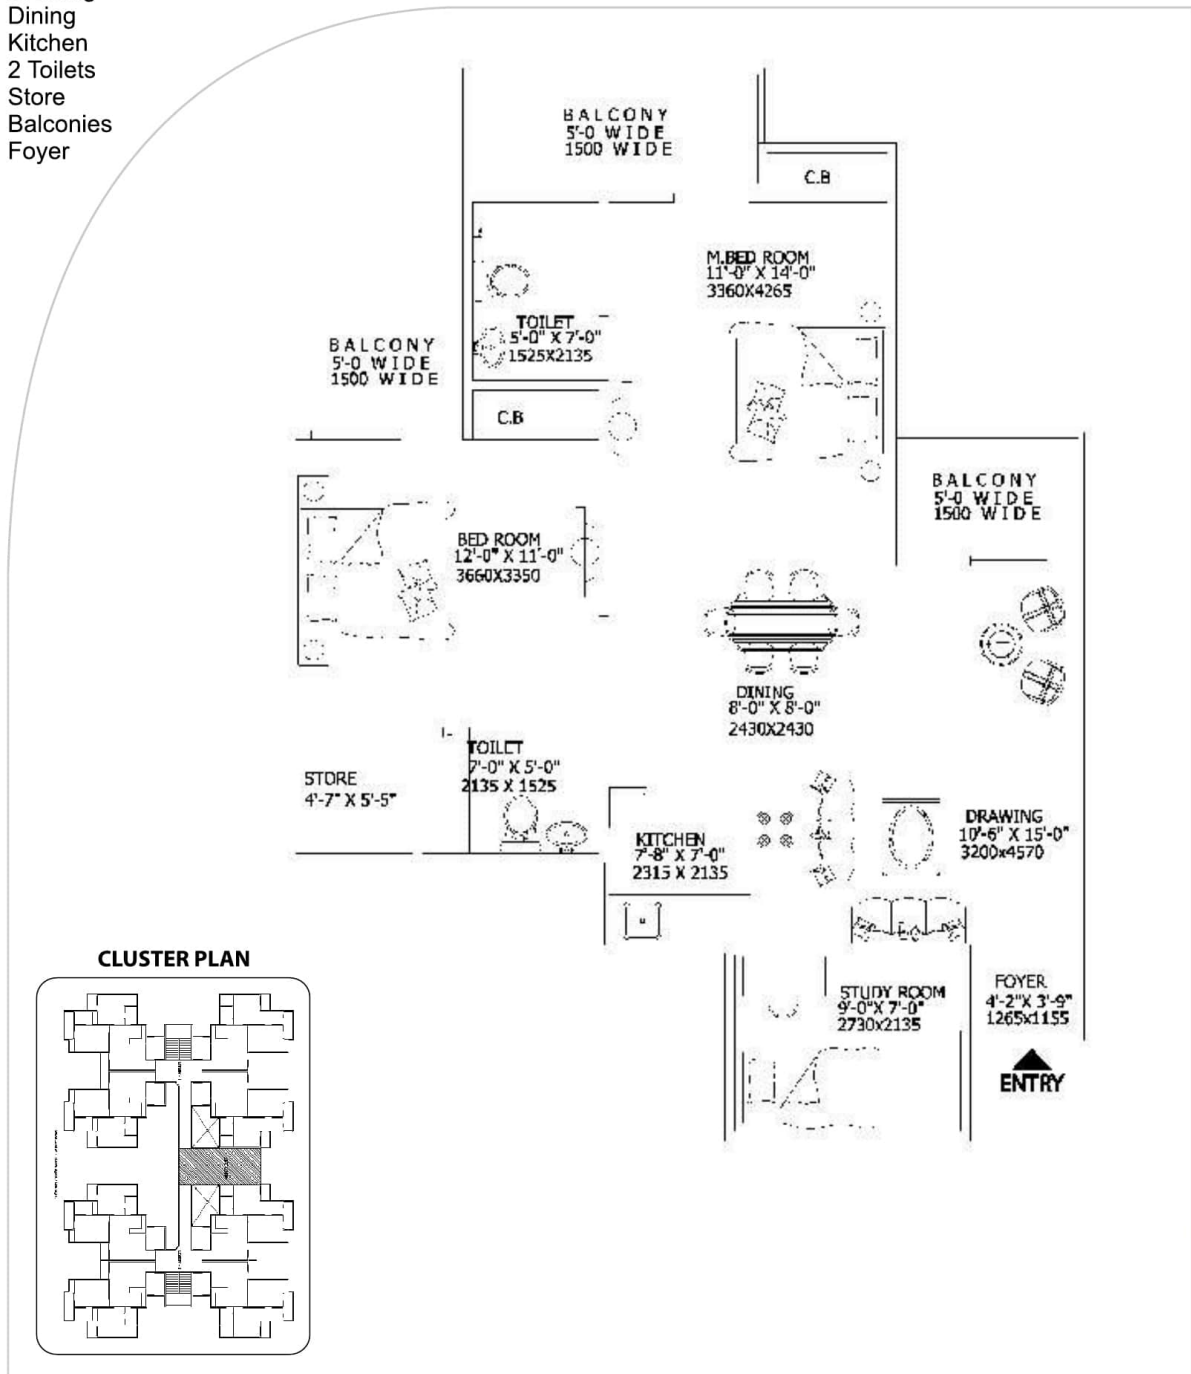 Dining
Kitchen
2 Toilets
Store
Balconies
Foyer
BALCONY
5'-0 WIDE
1500 WIDE
C.B
M.BED ROOM
11'-0" X 14'-0"
3360X4265
TOILET
5'-0" X 7'-0"
1525X2135
BALCONY
5'-0 WIDE
1500 WIDE
C.B
BALCONY
5'-0 WIDE
1500 WIDE
BED ROOM
12'-0" X 11'-0"
3660X3350
DINING
8'-0" X 8'-0"
2430X2430
TOILET
7'-0" X 5'-0"
2135 X 1525
STORE
4'-7" X 5'-5"
DRAWING
10'-6" X 15'-0"
3200x4570
KITCHEN
7'-8" X 7'-0"
2315 X 2135
STUDY ROOM
9'-0"X 7'-0"
2730x2135
FOYER
4'-2"X 3'-9"
1265x1155
ENTRY
CLUSTER PLAN